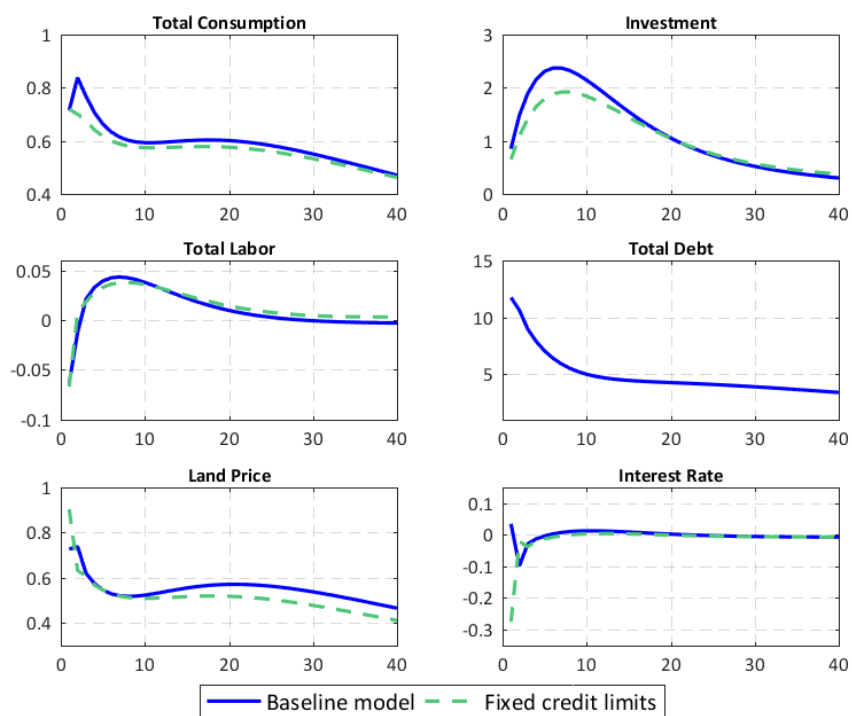 Total Consumption
1
0.8
0.6
0.4
0 10 20 30 40
Investment
3
2
1
0
0 10 20 30 40
Total Labor
0.05
0
-0.05
-0.1
0 10 20 30 40
Total Debt
15
10
5
0 10 20 30 40
Land Price
1
0.8
0.6
0.4
0 10 20 30 40
Interest Rate
0.1
0
-0.1
-0.2
-0.3
0 10 20 30 40
Baseline model Fixed credit limits